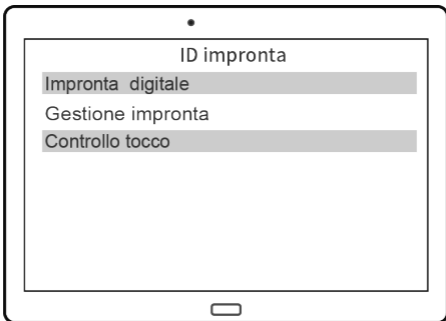 ID impronta
Impronta digitale
Gestione impronta
Controllo tocco